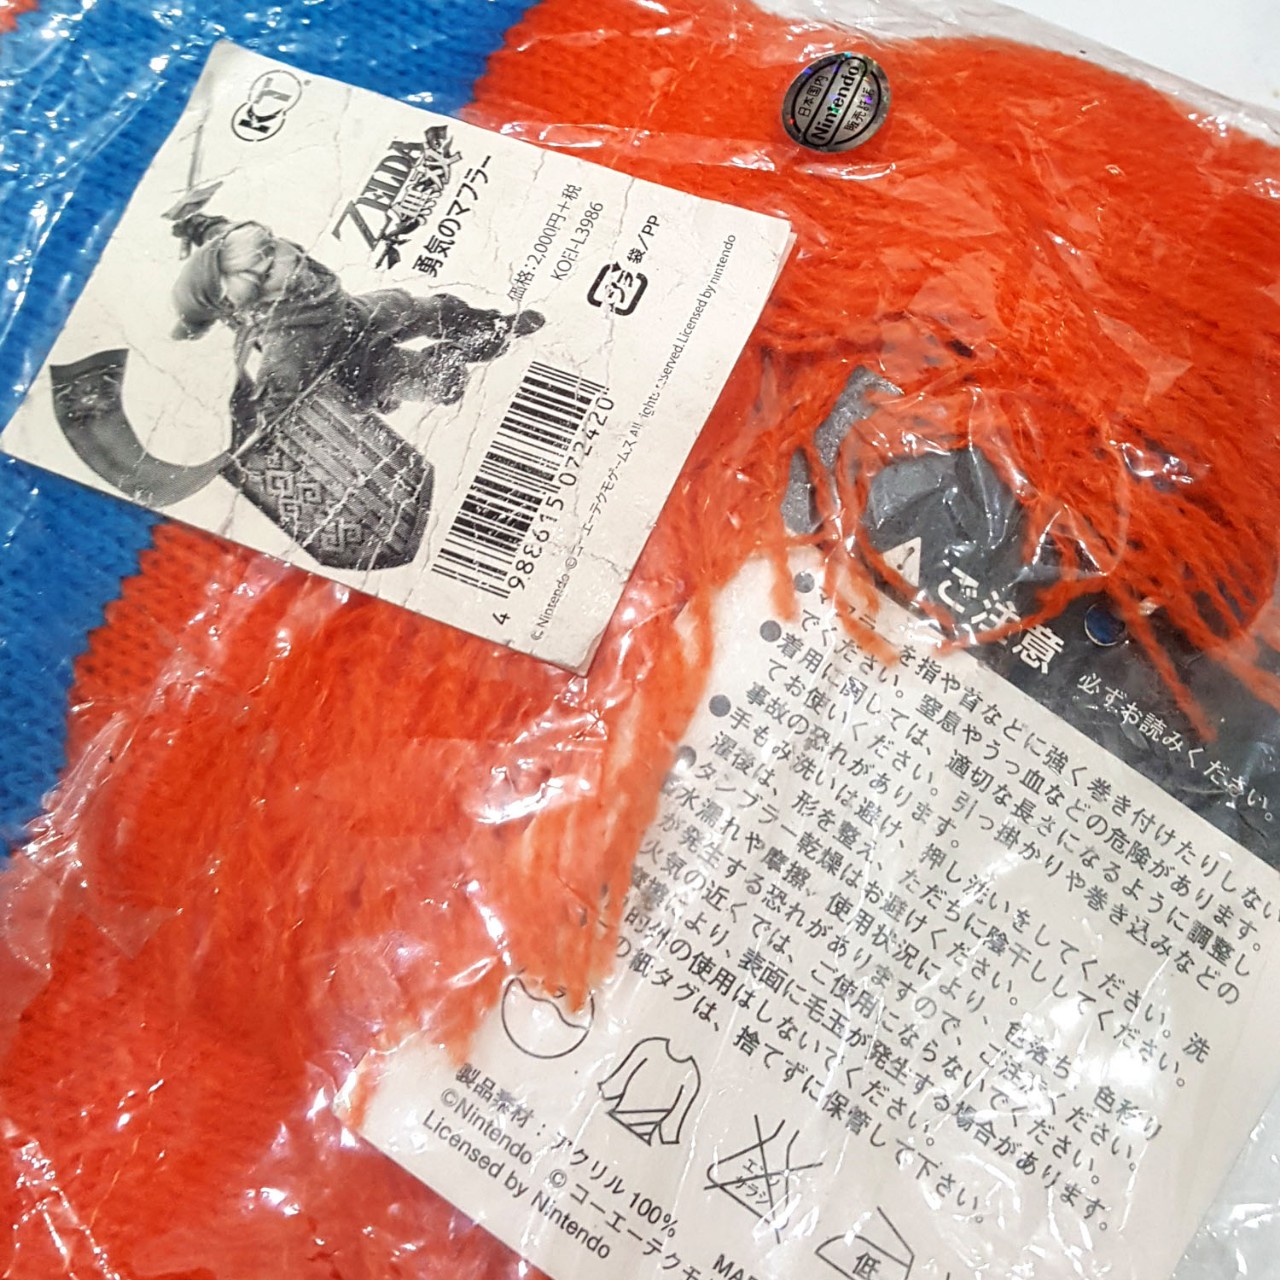 KT
ZELDA無双
勇気のマフラー
価格:2,000円+税
KOEI-L3986
プラ
袋/PP
4 988615 072420
©Nintendo ©コーエーテクモゲームス All rights reserved. Licensed by nintendo
日本国内
Nintendo
販売
ご注意
必ずお読みください。
●マフラーを指や首などに強く巻き付けたりしない
でください。窒息やうっ血などの危険があります。
●着用に関しては、適切な長さになるように調整し
てお使いください。引っ掛かりや巻き込みなどの
事故の恐れがあります。
●手もみ洗いは避け、押し洗いをしてください。洗
濯後は、形を整え、ただちに陰干ししてください。
●タンブラー乾燥はお避けください。
水濡れや摩擦、使用状況により、色落ち、色移り
が発生する恐れがありますので、ご注意ください。
火気の近くでは、ご使用にならないでください。
により、表面に毛玉が発生する場合があります。
的外の使用はしないでください。
の紙タグは、捨てずに保管して下さい。
エンソ
サラシ
低
製品素材:アクリル100%
©Nintendo ©コーエーテクモ
Licensed by Nintendo